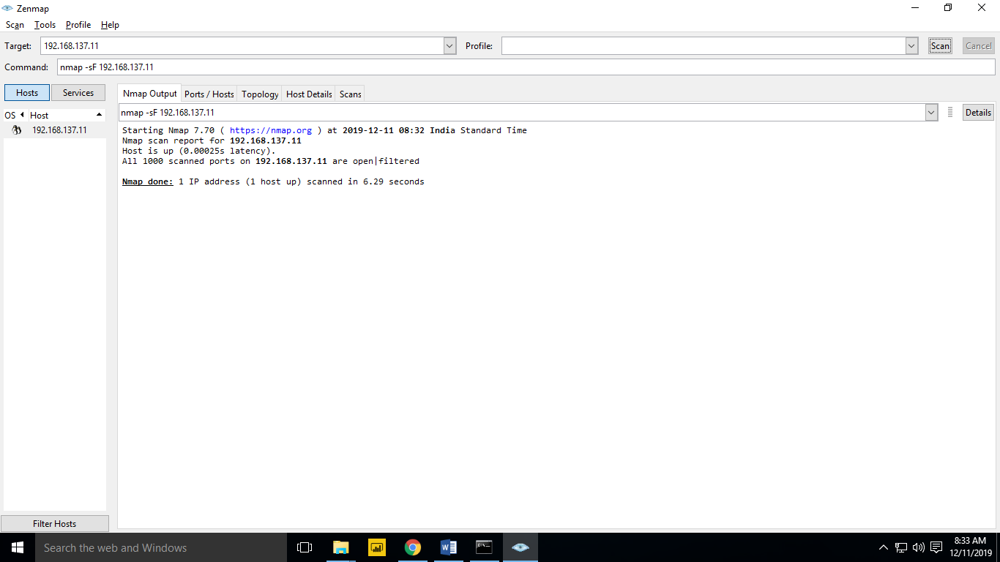 Zenmap
Scan Tools Profile Help
Target: 192.168.137.11 Profile: Scan Cancel
Command: nmap -sF 192.168.137.11
Hosts Services
Nmap Output Ports / Hosts Topology Host Details Scans
OS Host
192.168.137.11
nmap -sF 192.168.137.11 Details
Starting Nmap 7.70 ( https://nmap.org ) at 2019-12-11 08:32 India Standard Time
Nmap scan report for 192.168.137.11
Host is up (0.00025s latency).
All 1000 scanned ports on 192.168.137.11 are open|filtered
Nmap done: 1 IP address (1 host up) scanned in 6.29 seconds
Filter Hosts
Search the web and Windows
8:33 AM
12/11/2019